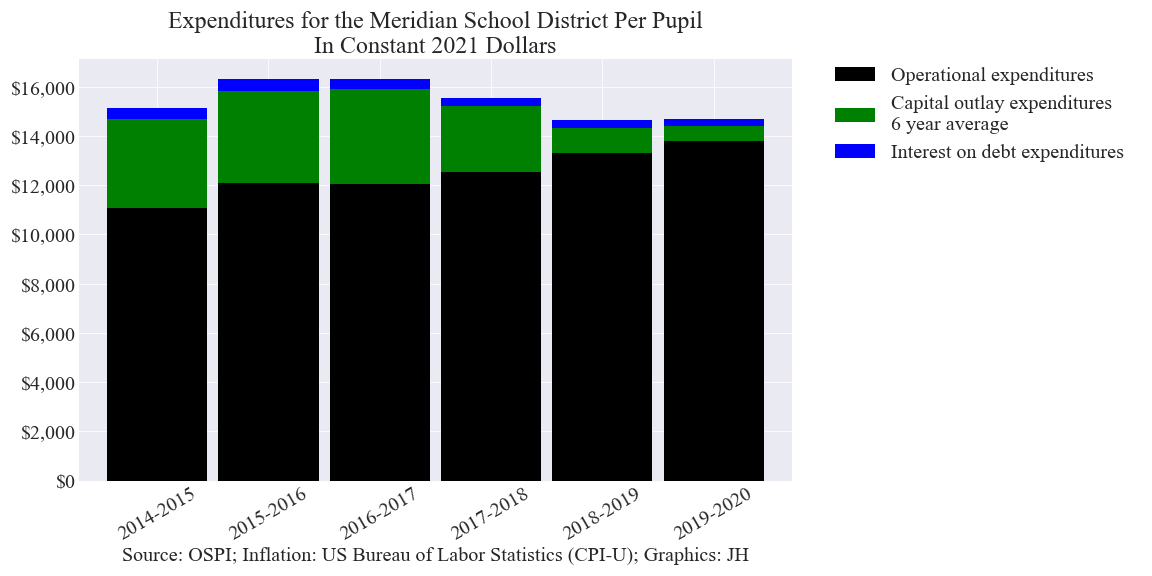 Expenditures for the Meridian School District Per Pupil
In Constant 2021 Dollars
$16,000
$14,000
$12,000
$10,000
$8,000
$6,000
$4,000
$2,000
$0
2014-2015
2015-2016
2016-2017
2017-2018
2018-2019
2019-2020
Source: OSPI; Inflation: US Bureau of Labor Statistics (CPI-U); Graphics: JH
Operational expenditures
Capital outlay expenditures
6 year average
Interest on debt expenditures